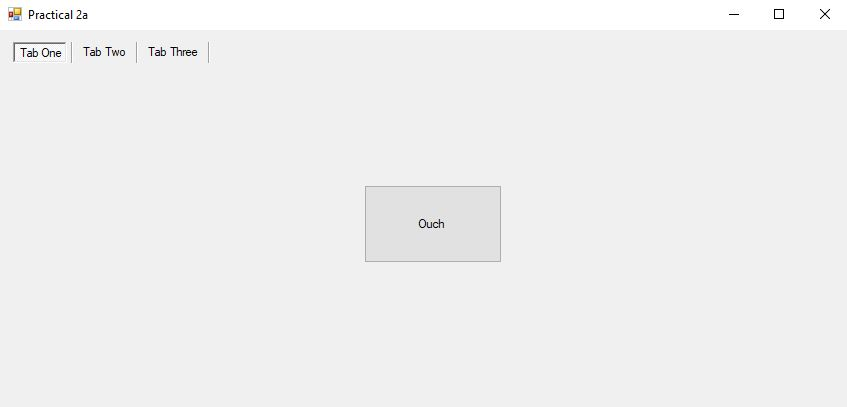 Practical 2a
Tab One Tab Two Tab Three
Ouch